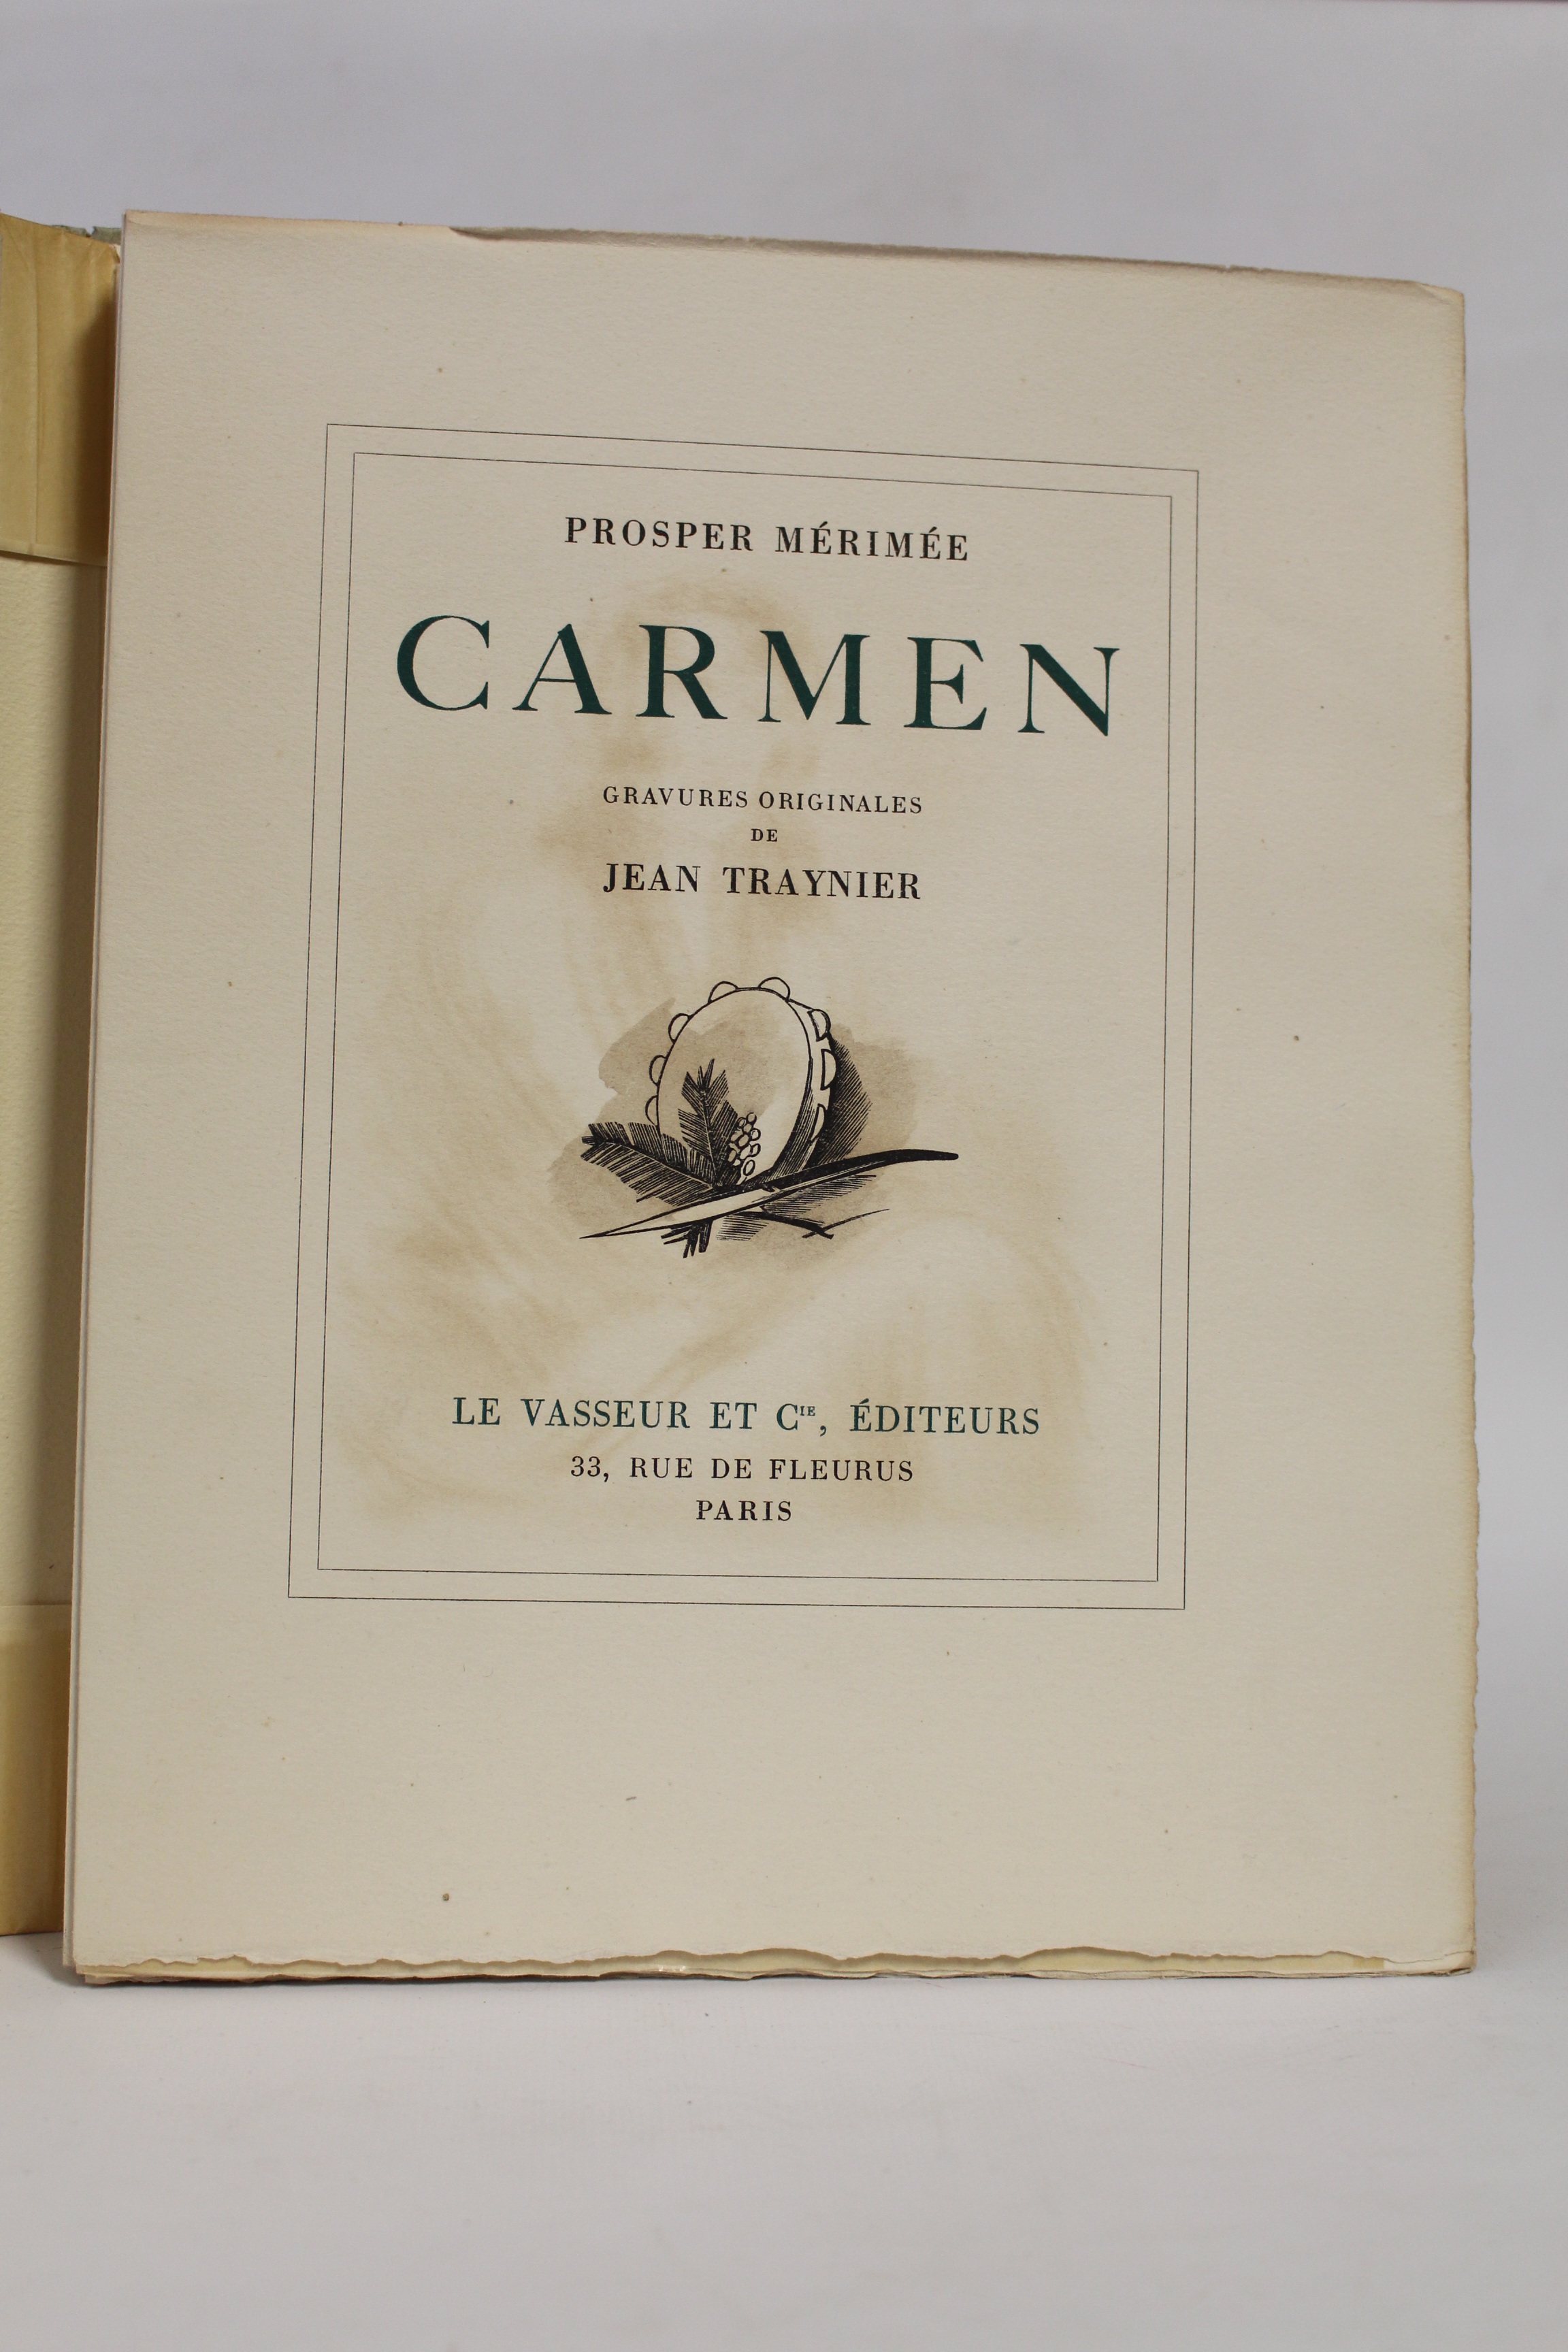 PROSPER MÉRIMÉE
CARMEN
GRAVURES ORIGINALES
DE
JEAN TRAYNIER
LE VASSEUR ET CIE, ÉDITEURS
33, RUE DE FLEURUS
PARIS